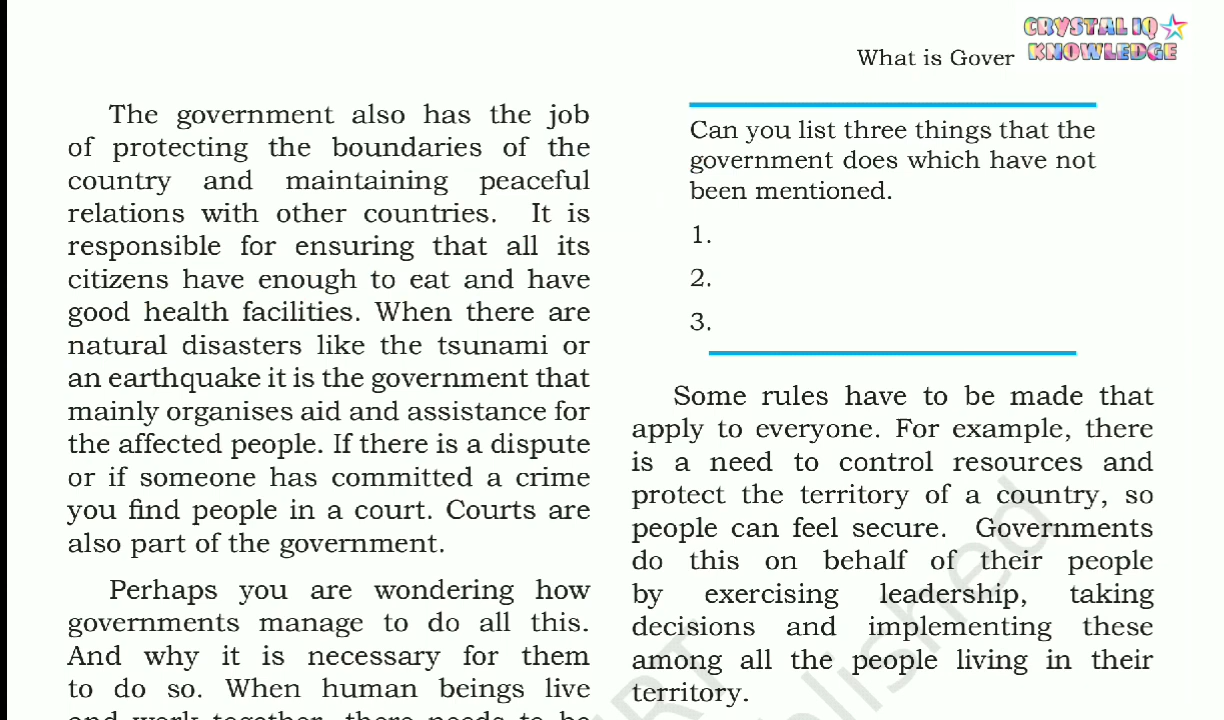 CRYSTAL IQ
KNOWLEDGE
What is Gover
The government also has the job
of protecting the boundaries of the
country and maintaining peaceful
relations with other countries. It is
responsible for ensuring that all its
citizens have enough to eat and have
good health facilities. When there are
natural disasters like the tsunami or
an earthquake it is the government that
mainly organises aid and assistance for
the affected people. If there is a dispute
or if someone has committed a crime
you find people in a court. Courts are
also part of the government.
Perhaps you are wondering how
governments manage to do all this.
And why it is necessary for them
to do so. When human beings live
and work together, there needs to be
Can you list three things that the
government does which have not
been mentioned.
1.
2.
3.
Some rules have to be made that
apply to everyone. For example, there
is a need to control resources and
protect the territory of a country, so
people can feel secure. Governments
do this on behalf of their people
by exercising leadership, taking
decisions and implementing these
among all the people living in their
territory.